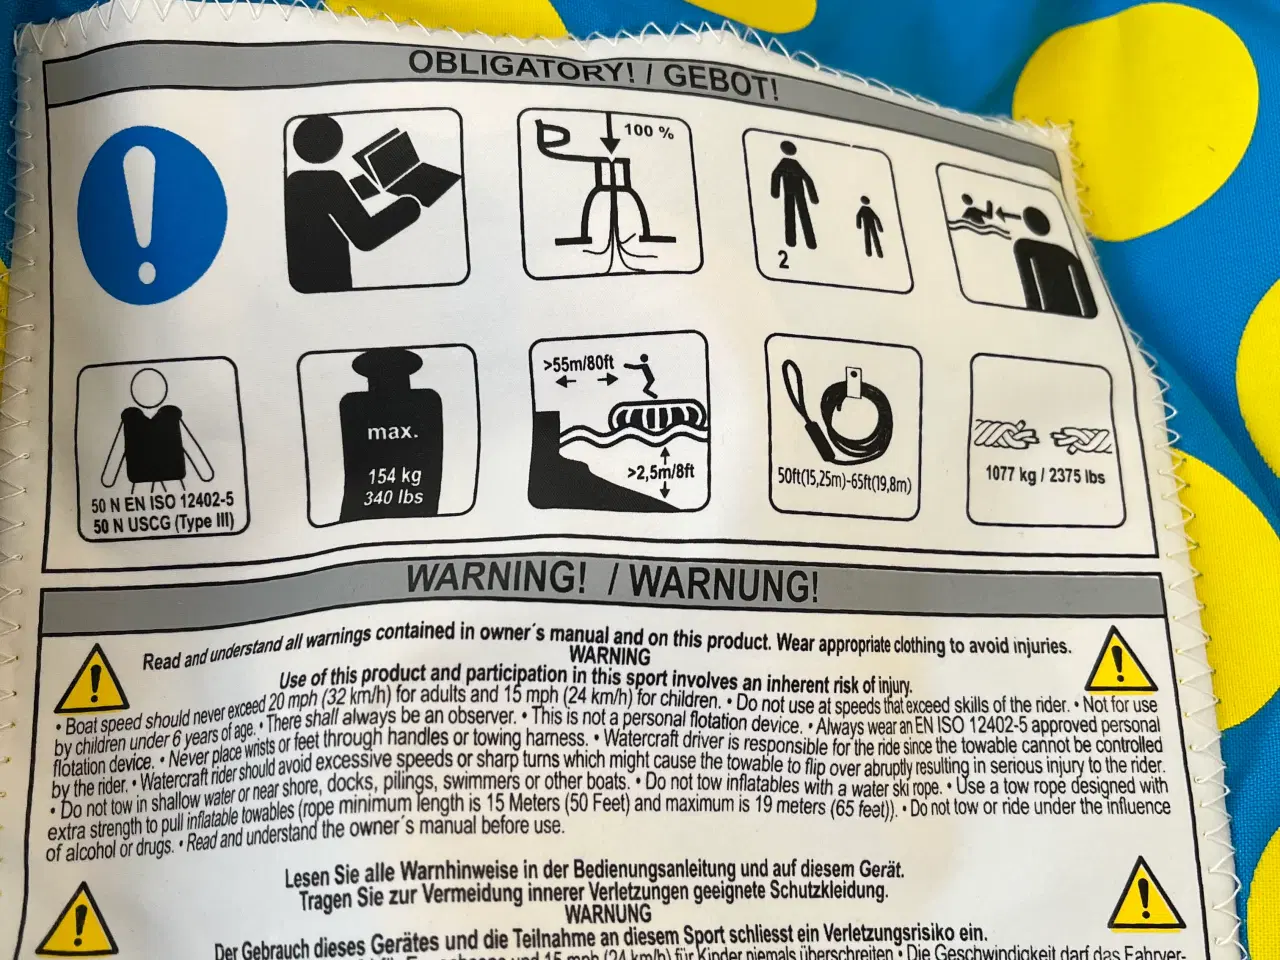 OBLIGATORY! / GEBOT!
100 %
2
50 N EN ISO 12402-5
50 N USCG (Type III)
max.
154 kg
340 lbs
>55m/80ft
>2,5m/8ft
50ft(15,25m)-65ft(19,8m)
1077 kg / 2375 lbs
WARNING! / WARNUNG!
Read and understand all warnings contained in owner´s manual and on this product. Wear appropriate clothing to avoid injuries.
WARNING
Use of this product and participation in this sport involves an inherent risk of injury.
• Boat speed should never exceed 20 mph (32 km/h) for adults and 15 mph (24 km/h) for children. • Do not use at speeds that exceed skills of the rider. • Not for use
by children under 6 years of age. • There shall always be an observer. • This is not a personal flotation device. • Always wear an EN ISO 12402-5 approved personal
flotation device. • Never place wrists or feet through handles or towing harness. • Watercraft driver is responsible for the ride since the towable cannot be controlled
by the rider. • Watercraft rider should avoid excessive speeds or sharp turns which might cause the towable to flip over abruptly resulting in serious injury to the rider.
• Do not tow in shallow water or near shore, docks, pilings, swimmers or other boats. • Do not tow inflatables with a water ski rope. • Use a tow rope designed with
extra strength to pull inflatable towables (rope minimum length is 15 Meters (50 Feet) and maximum is 19 meters (65 feet)). • Do not tow or ride under the influence
of alcohol or drugs. • Read and understand the owner´s manual before use.
Lesen Sie alle Warnhinweise in der Bedienungsanleitung und auf diesem Gerät.
Tragen Sie zur Vermeidung innerer Verletzungen geeignete Schutzkleidung.
WARNUNG
Der Gebrauch dieses Gerätes und die Teilnahme an diesem Sport schliesst ein Verletzungsrisiko ein.
und 15 mph (24 km/h) für Kinder niemals überschreiten • Die Geschwindigkeit darf das Fahrver-